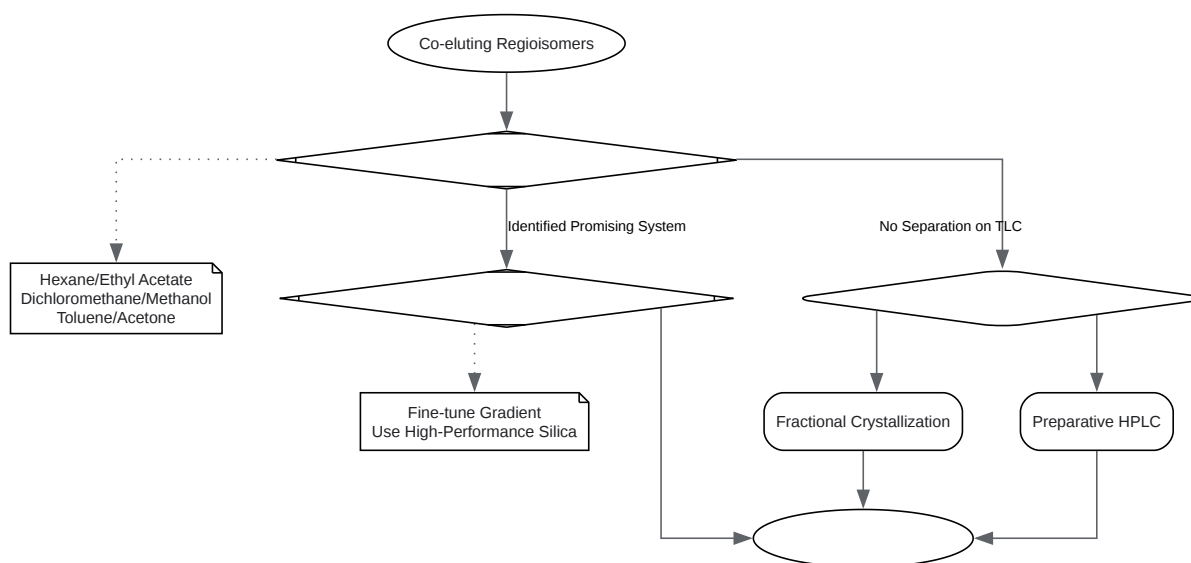 Co-eluting Regioisomers
Identified Promising System
No Separation on TLC
Hexane/Ethyl Acetate
Dichloromethane/Methanol
Toluene/Acetone
Fine-tune Gradient
Use High-Performance Silica
Fractional Crystallization
Preparative HPLC